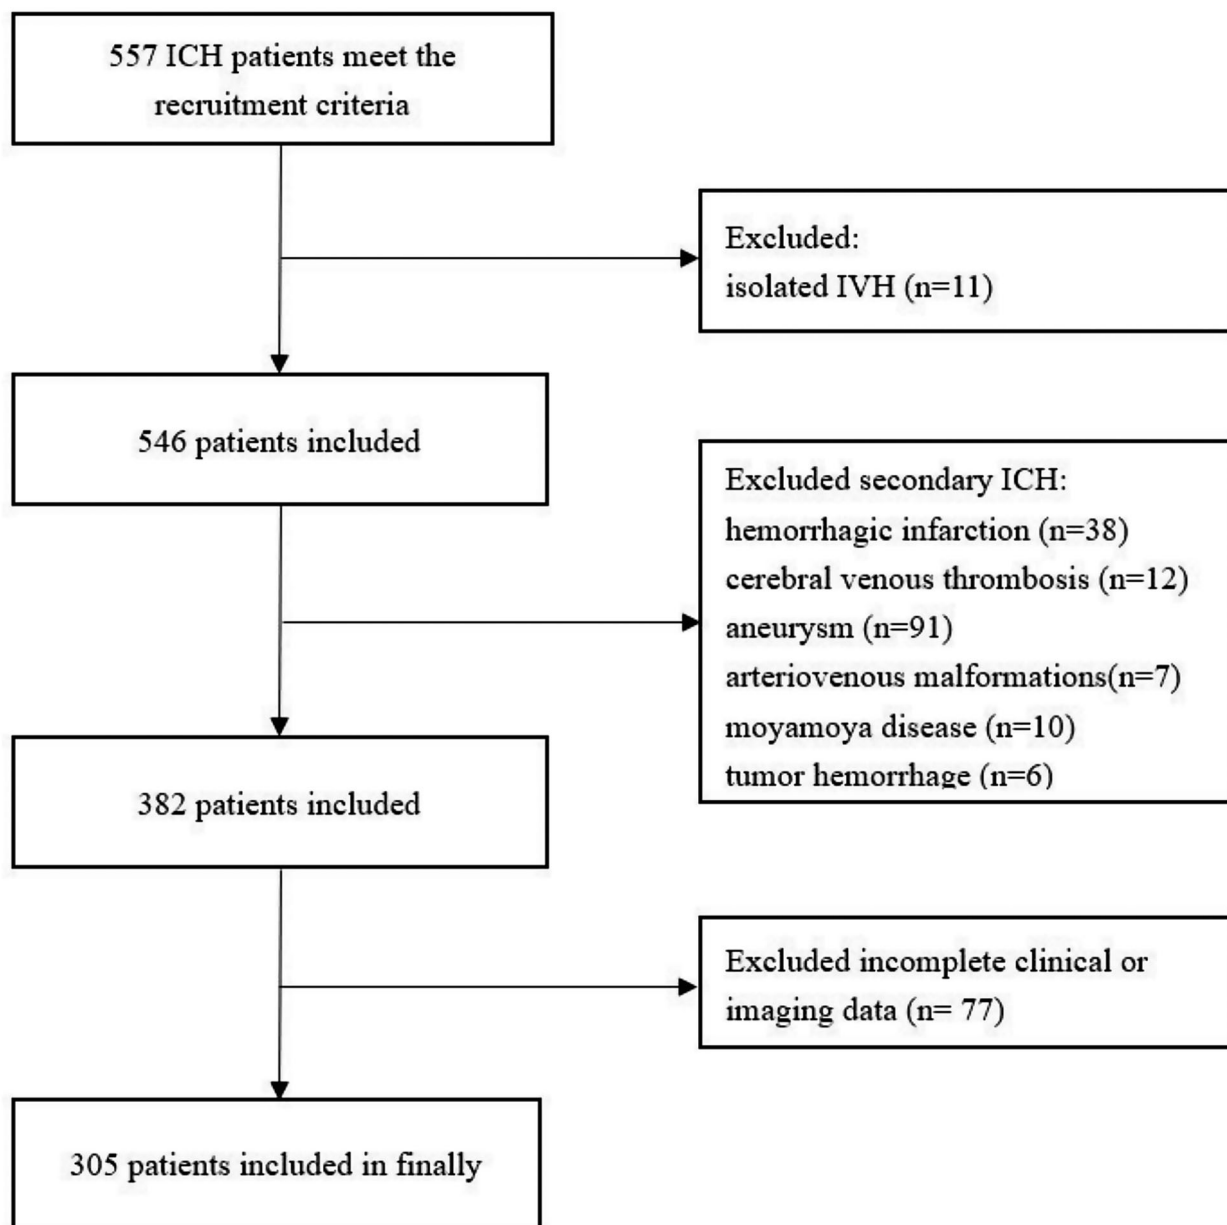 557 ICH patients meet the
recruitment criteria
Excluded:
isolated IVH (n=11)
546 patients included
Excluded secondary ICH:
hemorrhagic infarction (n=38)
cerebral venous thrombosis (n=12)
aneurysm (n=91)
arteriovenous malformations(n=7)
moyamoya disease (n=10)
tumor hemorrhage (n=6)
382 patients included
Excluded incomplete clinical or
imaging data (n= 77)
305 patients included in finally